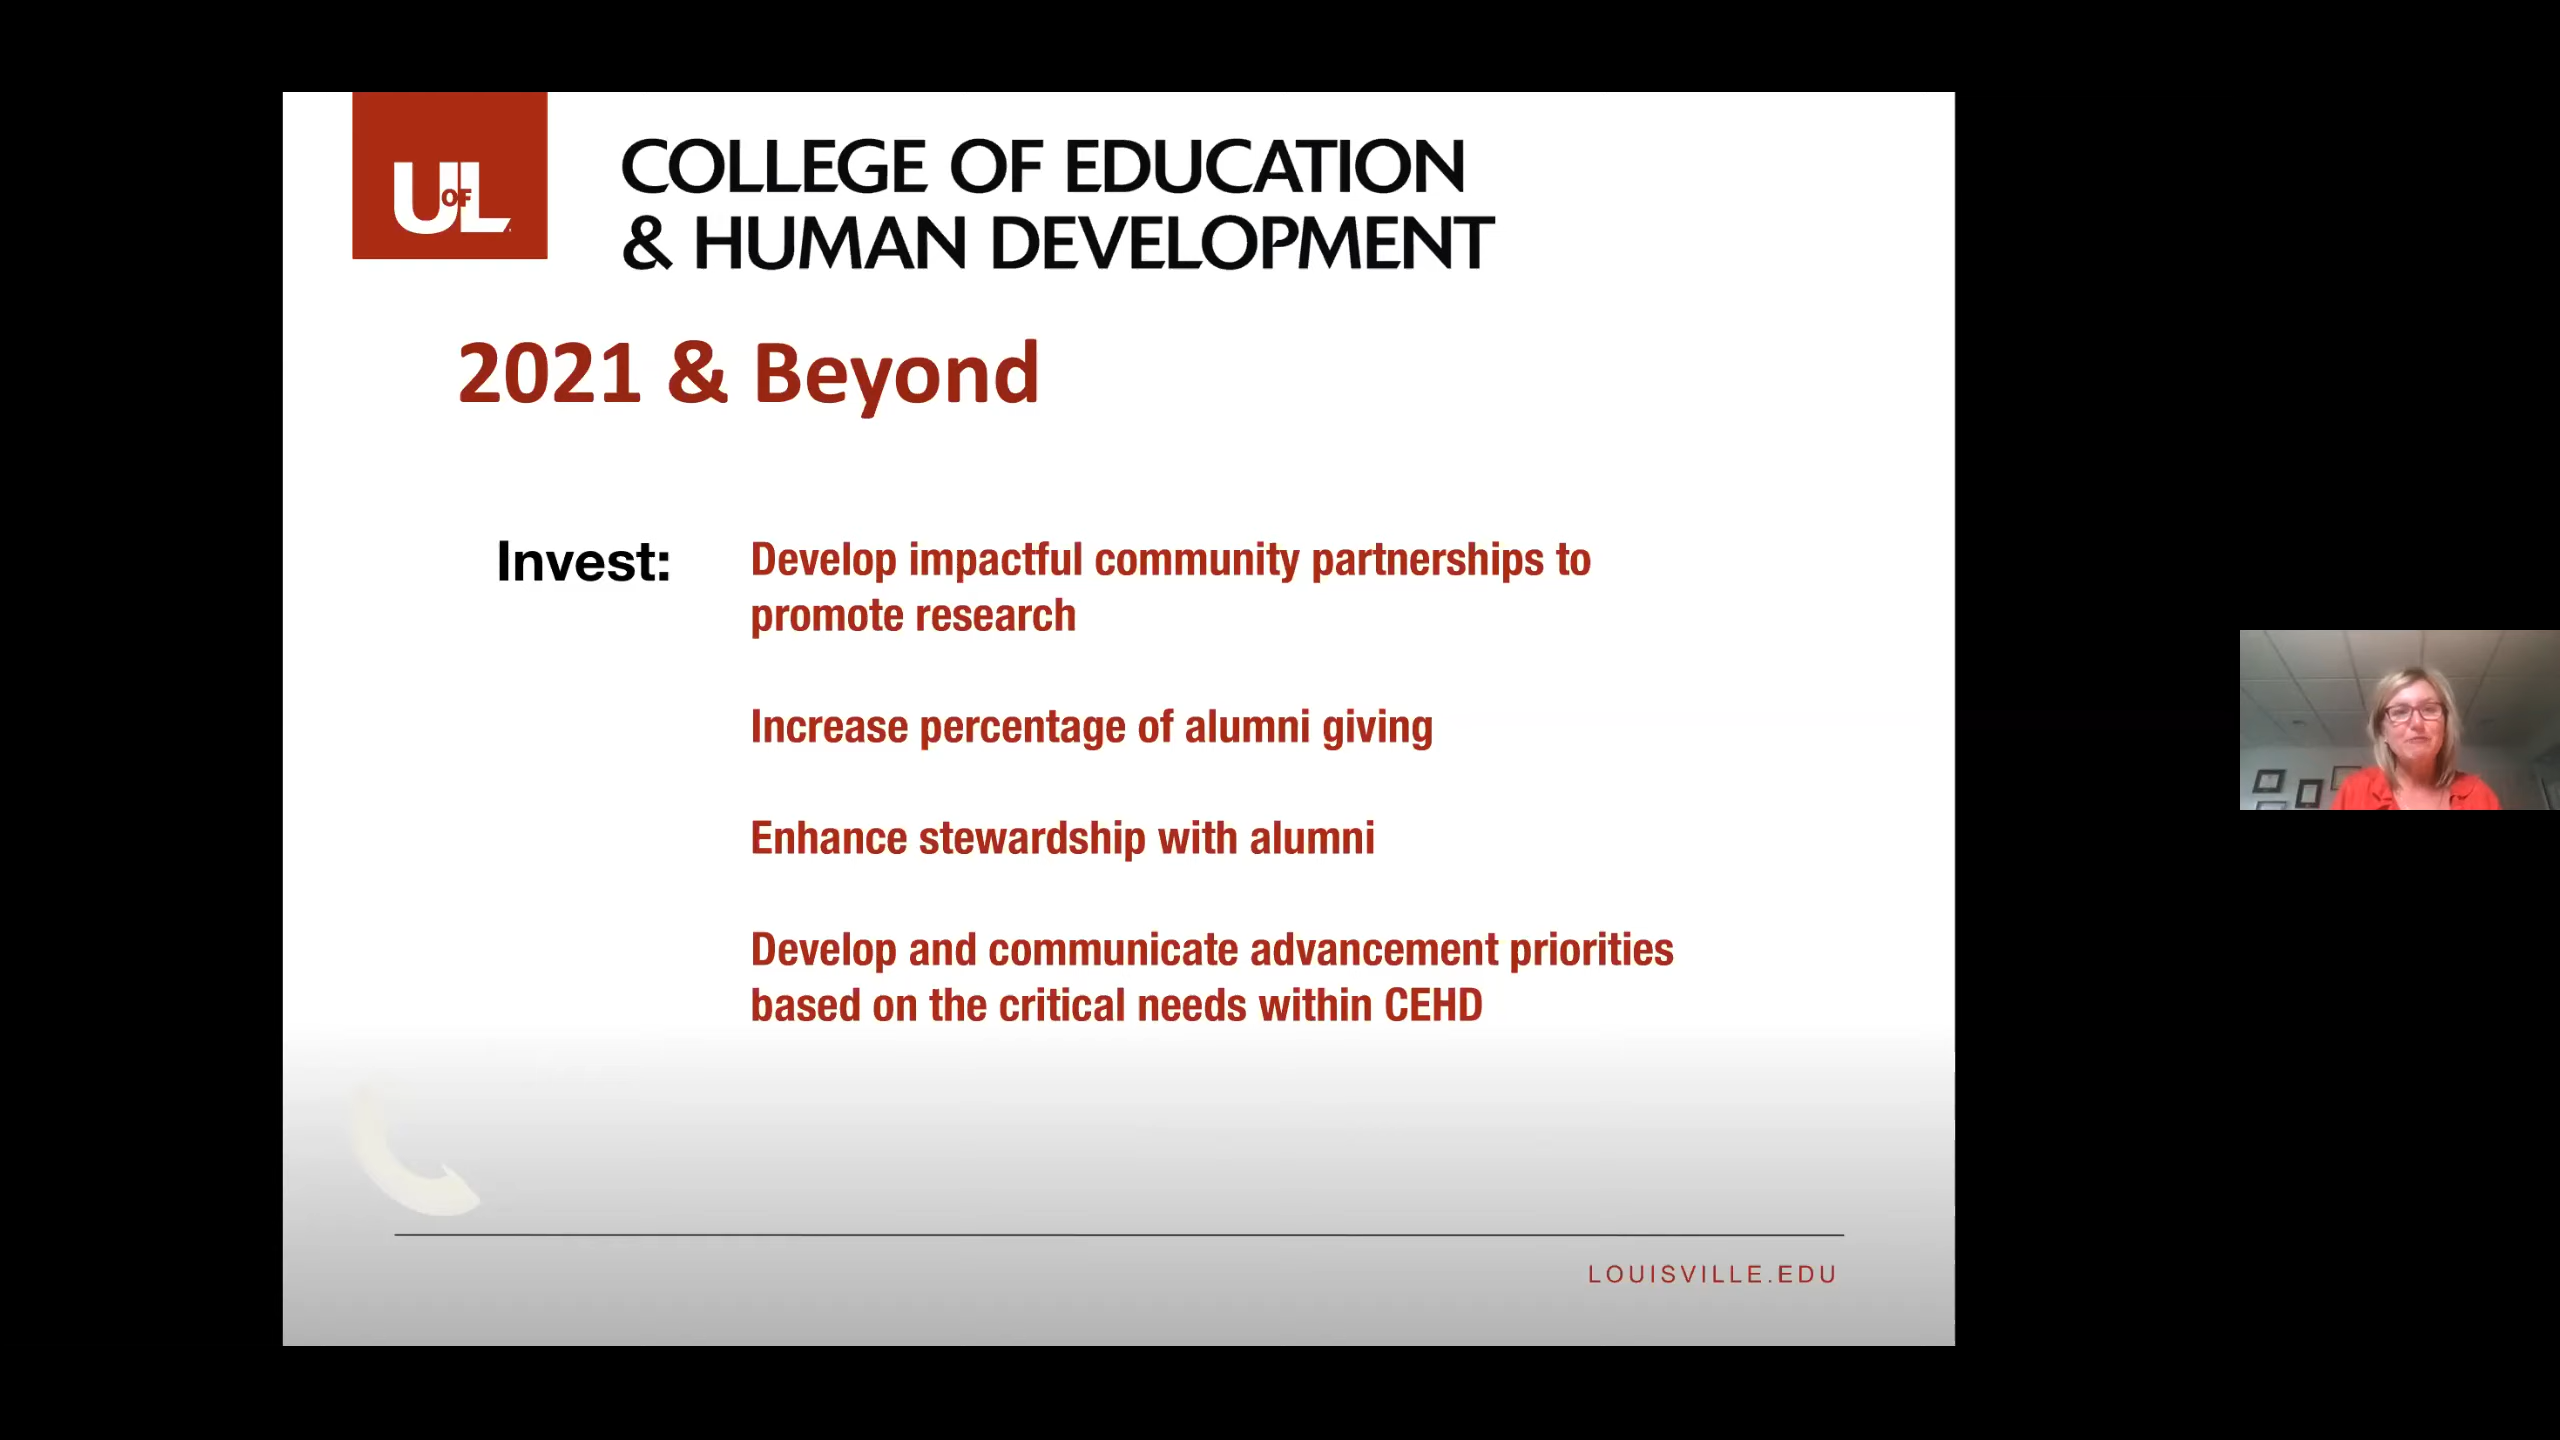 UofL
COLLEGE OF EDUCATION
& HUMAN DEVELOPMENT
2021 & Beyond
Invest:
Develop impactful community partnerships to
promote research
Increase percentage of alumni giving
Enhance stewardship with alumni
Develop and communicate advancement priorities
based on the critical needs within CEHD
LOUISVILLE.EDU